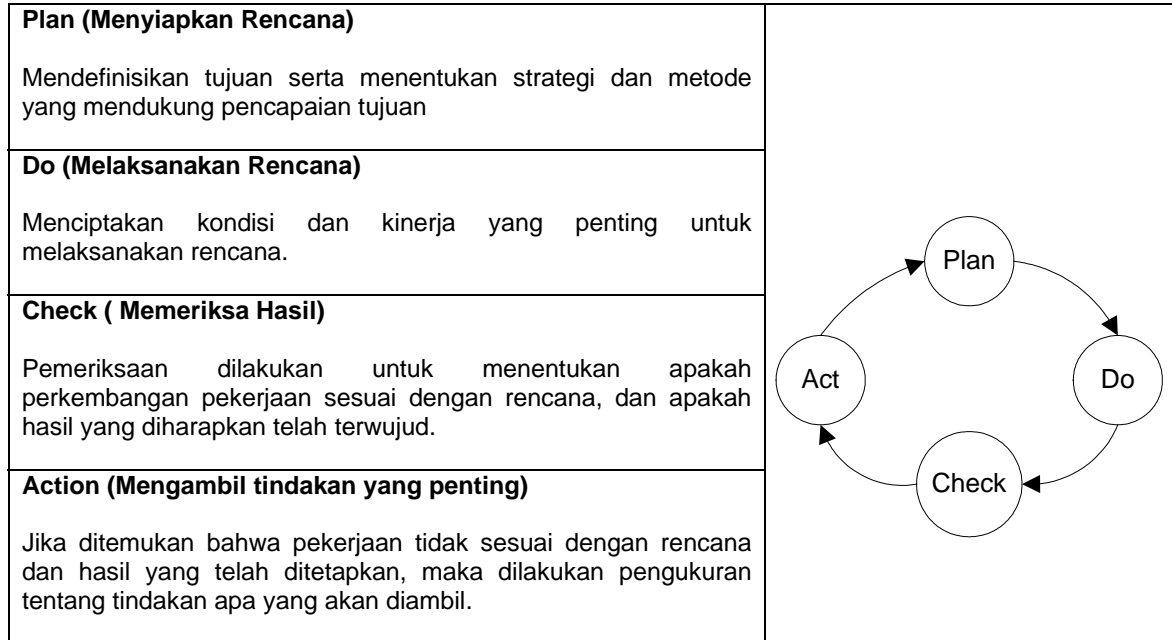 Plan (Menyiapkan Rencana)
Mendefinisikan tujuan serta menentukan strategi dan metode
yang mendukung pencapaian tujuan
Do (Melaksanakan Rencana)
Menciptakan kondisi dan kinerja yang penting untuk
melaksanakan rencana.
Check ( Memeriksa Hasil)
Pemeriksaan dilakukan untuk menentukan apakah
perkembangan pekerjaan sesuai dengan rencana, dan apakah
hasil yang diharapkan telah terwujud.
Action (Mengambil tindakan yang penting)
Jika ditemukan bahwa pekerjaan tidak sesuai dengan rencana
dan hasil yang telah ditetapkan, maka dilakukan pengukuran
tentang tindakan apa yang akan diambil.
Plan
Act
Do
Check